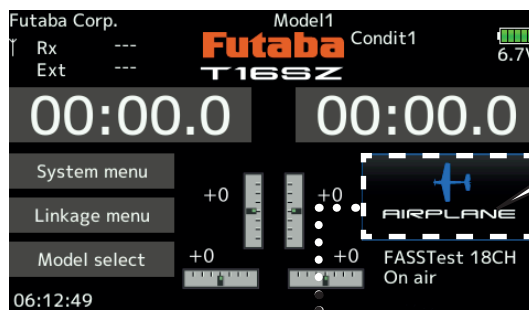 Futaba Corp.
Model1
Rx ---
Ext ---
Futaba
T16SZ
Condit1
6.7V
00:00.0
00:00.0
System menu
Linkage menu
Model select
+0
+0
+0
+0
AIRPLANE
FASSTest 18CH
On air
06:12:49